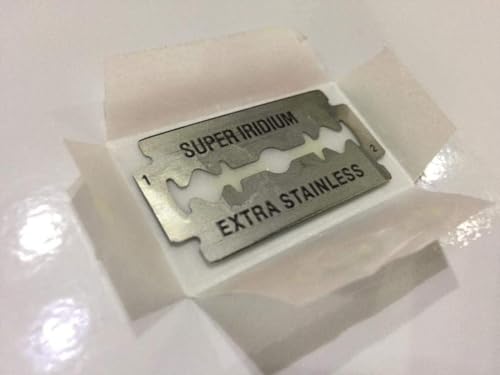 SUPER IRIDIUM
1
2
EXTRA STAINLESS